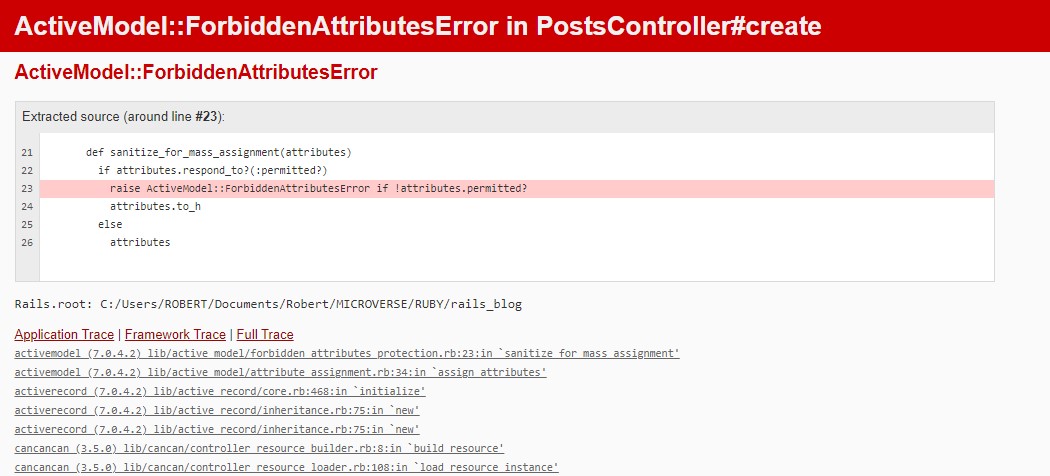 ActiveModel::ForbiddenAttributesError in PostsController#create
ActiveModel::ForbiddenAttributesError
Extracted source (around line #23):
21 def sanitize_for_mass_assignment(attributes)
22 if attributes.respond_to?(:permitted?)
23 raise ActiveModel::ForbiddenAttributesError if !attributes.permitted?
24 attributes.to_h
25 else
26 attributes
Rails.root: C:/Users/ROBERT/Documents/Robert/MICROVERSE/RUBY/rails_blog
Application Trace | Framework Trace | Full Trace
activemodel (7.0.4.2) lib/active_model/forbidden_attributes_protection.rb:23:in `sanitize_for_mass_assignment'
activemodel (7.0.4.2) lib/active_model/attribute_assignment.rb:34:in `assign_attributes'
activerecord (7.0.4.2) lib/active_record/core.rb:468:in `initialize'
activerecord (7.0.4.2) lib/active_record/inheritance.rb:75:in `new'
activerecord (7.0.4.2) lib/active_record/inheritance.rb:75:in `new'
cancancan (3.5.0) lib/cancan/controller_resource_builder.rb:8:in `build_resource'
cancancan (3.5.0) lib/cancan/controller_resource_loader.rb:108:in `load_resource_instance'